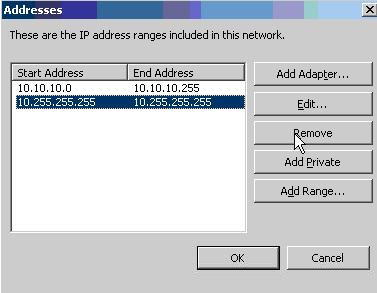 Addresses
These are the IP address ranges included in this network.
Start Address End Address
10.10.10.0 10.10.10.255
10.255.255.255 10.255.255.255
Add Adapter...
Edit...
Remove
Add Private
Add Range...
OK Cancel